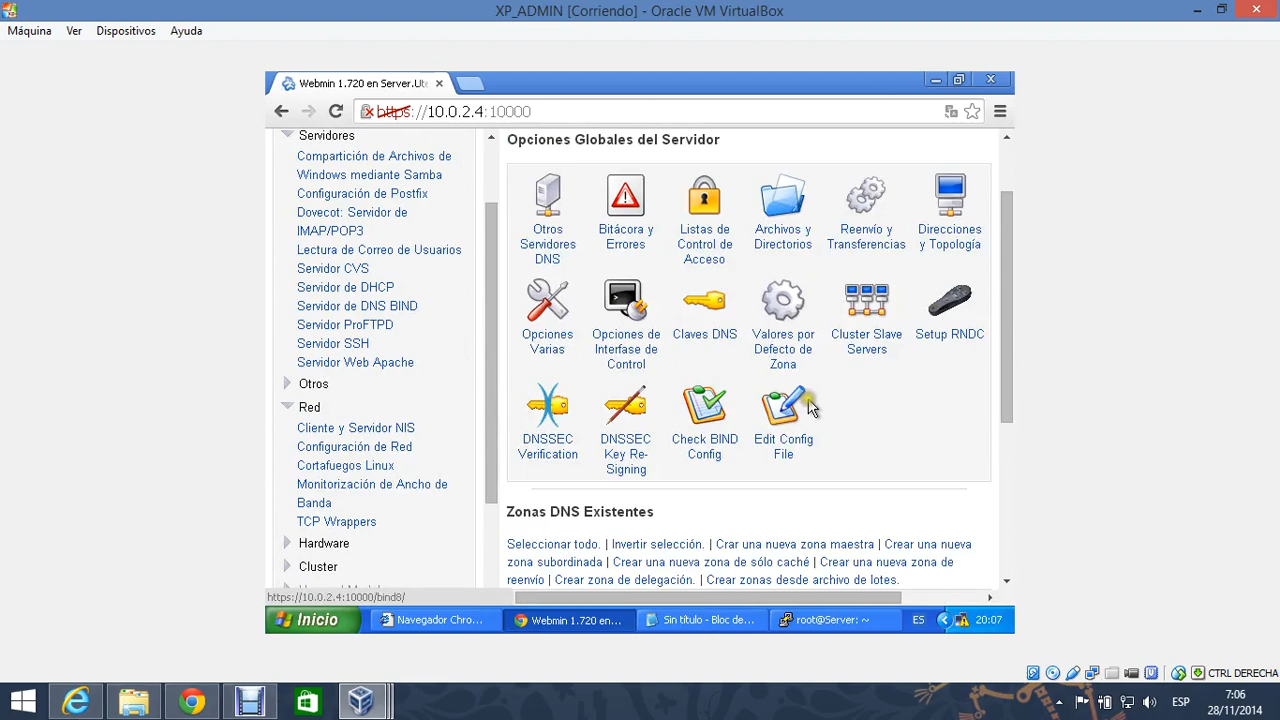 XP_ADMIN [Corriendo] - Oracle VM VirtualBox
Máquina Ver Dispositivos Ayuda
Webmin 1.720 en Server.Ute
https://10.0.2.4:10000
Servidores
Compartición de Archivos de
Windows mediante Samba
Configuración de Postfix
Dovecot: Servidor de
IMAP/POP3
Lectura de Correo de Usuarios
Servidor CVS
Servidor de DHCP
Servidor de DNS BIND
Servidor ProFTPD
Servidor SSH
Servidor Web Apache
Otros
Red
Cliente y Servidor NIS
Configuración de Red
Cortafuegos Linux
Monitorización de Ancho de
Banda
TCP Wrappers
Hardware
Cluster
https://10.0.2.4:10000/bind8/
Opciones Globales del Servidor
Otros
Servidores
DNS
Bitácora y
Errores
Listas de
Control de
Acceso
Archivos y
Directorios
Reenvío y
Transferencias
Direcciones
y Topología
Opciones
Varias
Opciones de
Interfase de
Control
Claves DNS
Valores por
Defecto de
Zona
Cluster Slave
Servers
Setup RNDC
DNSSEC
Verification
DNSSEC
Key Re-
Signing
Check BIND
Config
Edit Config
File
Zonas DNS Existentes
Seleccionar todo. | Invertir selección. | Crar una nueva zona maestra | Crear una nueva
zona subordinada | Crear una nueva zona de sólo caché | Crear una nueva zona de
reenvío | Crear zona de delegación. | Crear zonas desde archivo de lotes.
Inicio
Navegador Chro...
Webmin 1.720 en...
Sin título - Bloc de...
root@Server: ~
ES
20:07
CTRL DERECHA
ESP
7:06
28/11/2014